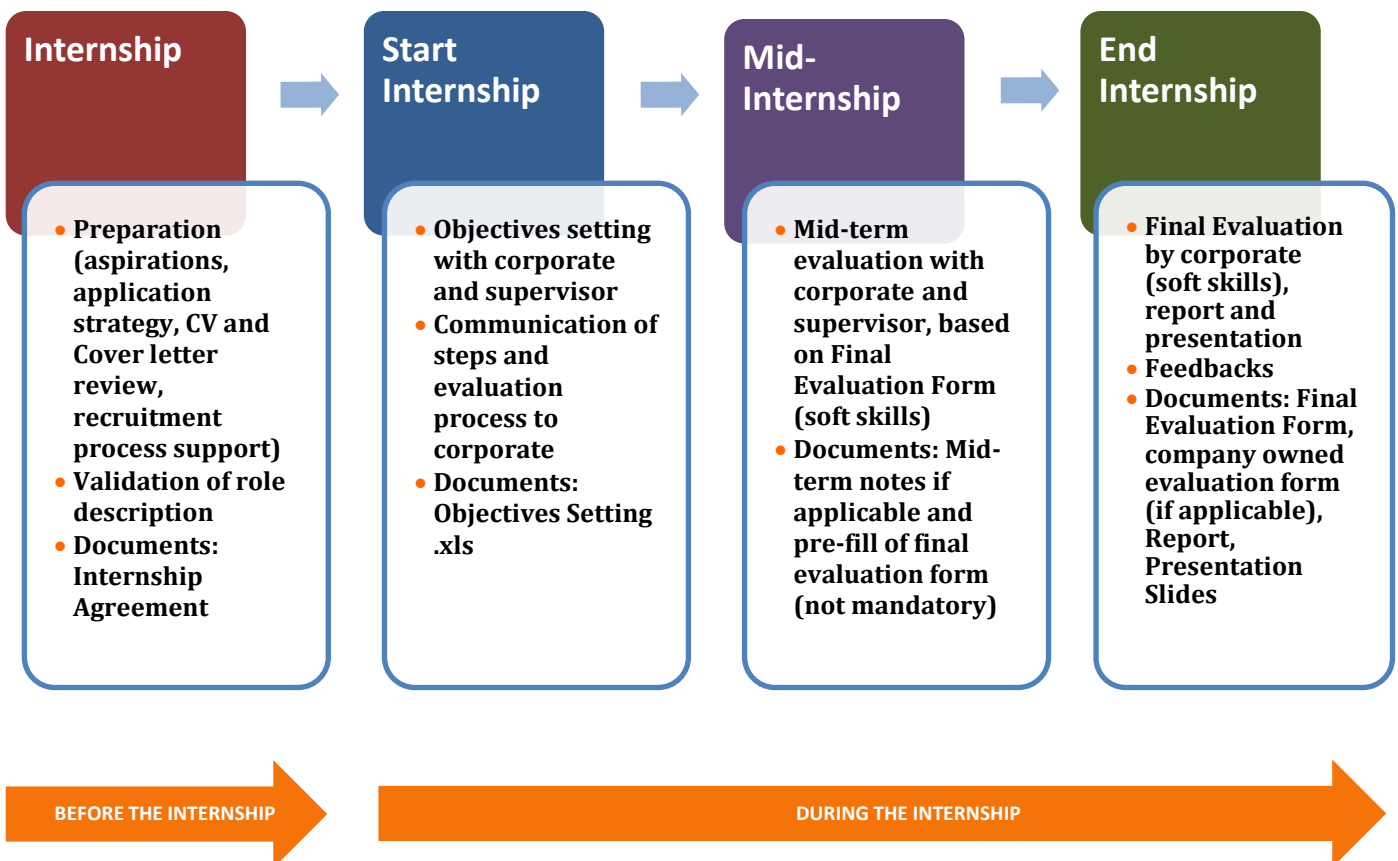 Internship
• Preparation
(aspirations,
application
strategy, CV and
Cover letter
review,
recruitment
process support)
• Validation of role
description
• Documents:
Internship
Agreement
Start
Internship
• Objectives setting
with corporate
and supervisor
• Communication of
steps and
evaluation
process to
corporate
• Documents:
Objectives Setting
.xls
Mid-
Internship
• Mid-term
evaluation with
corporate and
supervisor, based
on Final
Evaluation Form
(soft skills)
• Documents: Mid-
term notes if
applicable and
pre-fill of final
evaluation form
(not mandatory)
End
Internship
• Final Evaluation
by corporate
(soft skills),
report and
presentation
• Feedbacks
• Documents: Final
Evaluation Form,
company owned
evaluation form
(if applicable),
Report,
Presentation
Slides
BEFORE THE INTERNSHIP
DURING THE INTERNSHIP